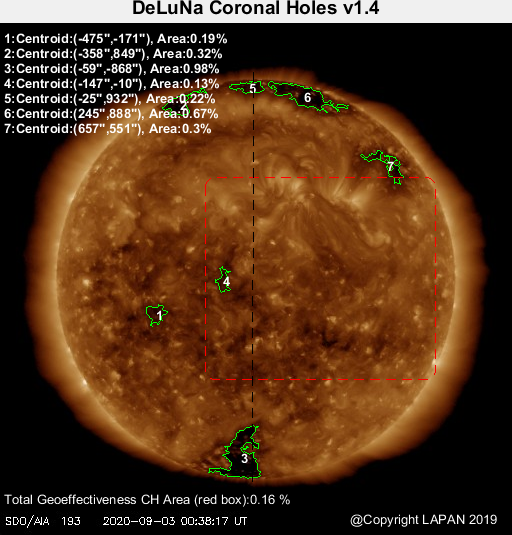 DeLuNa Coronal Holes v1.4
1:Centroid:(-475",-171"), Area:0.19%
2:Centroid:(-358",849"), Area:0.32%
3:Centroid:(-59",-868"), Area:0.98%
4:Centroid:(-147",-10"), Area:0.13%
5:Centroid:(-25",932"), Area:0.22%
6:Centroid:(245",888"), Area:0.67%
7:Centroid:(657",551"), Area:0.3%
5
6
2
7
4
1
3
Total Geoeffectiveness CH Area (red box):0.16 %
SDO/AIA 193 2020-09-03 00:38:17 UT
@Copyright LAPAN 2019